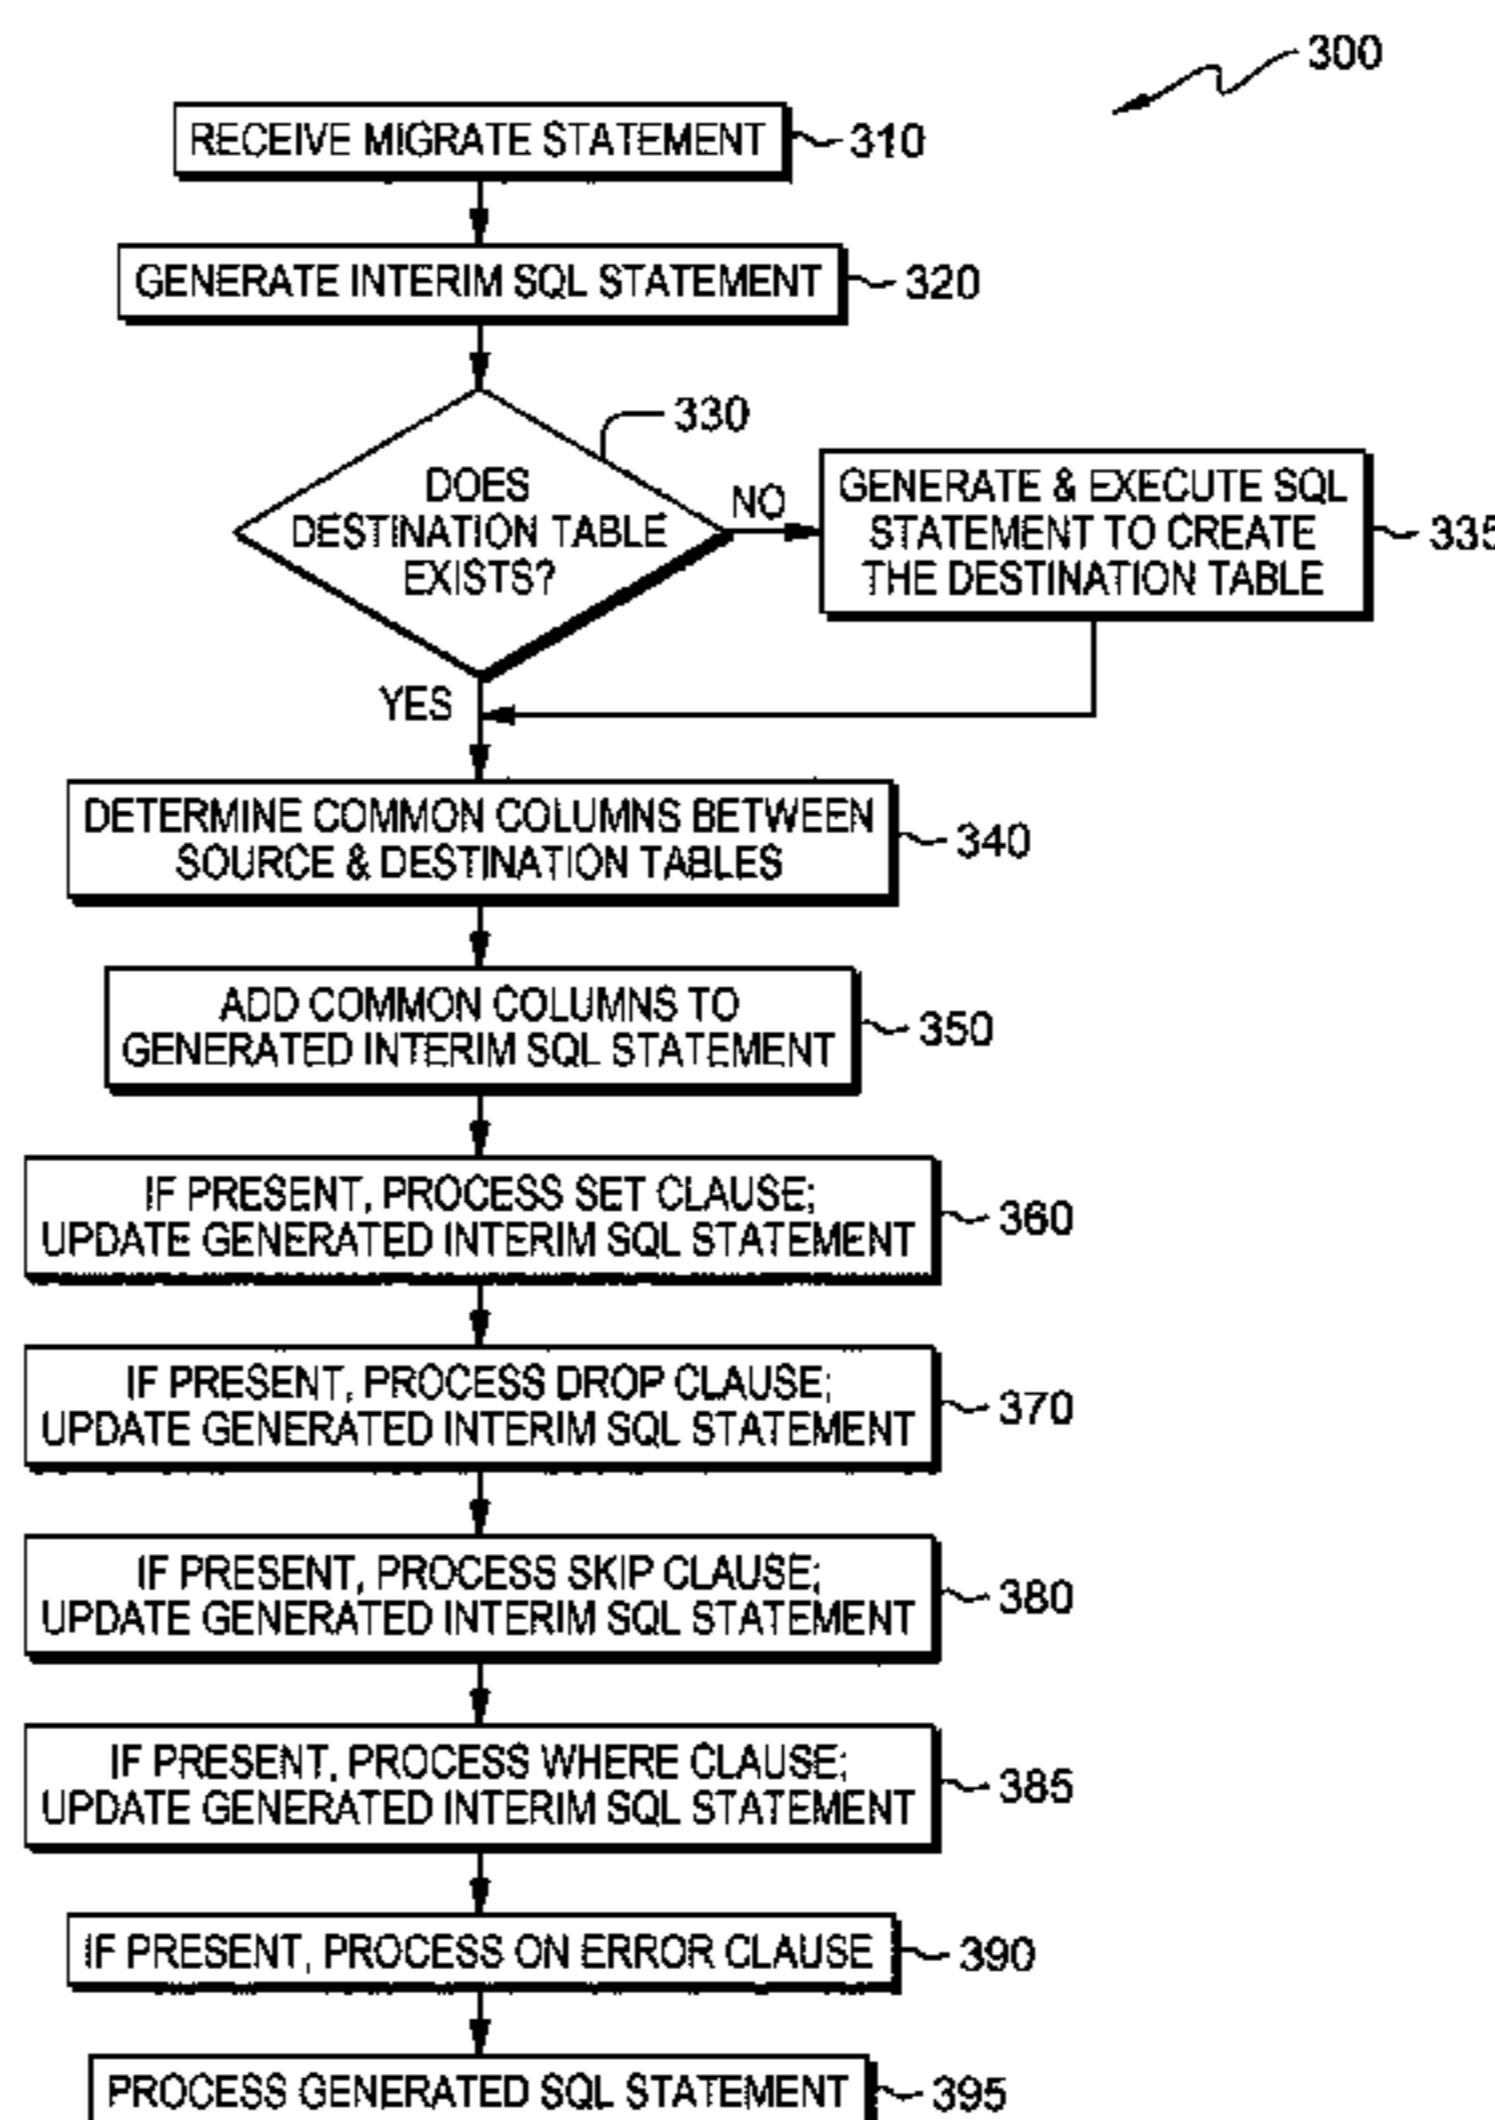 300
RECEIVE MIGRATE STATEMENT
310
GENERATE INTERIM SQL STATEMENT
320
330
DOES
DESTINATION TABLE
EXISTS?
NO
GENERATE & EXECUTE SQL
STATEMENT TO CREATE
THE DESTINATION TABLE
335
YES
DETERMINE COMMON COLUMNS BETWEEN
SOURCE & DESTINATION TABLES
340
ADD COMMON COLUMNS TO
GENERATED INTERIM SQL STATEMENT
350
IF PRESENT, PROCESS SET CLAUSE;
UPDATE GENERATED INTERIM SQL STATEMENT
360
IF PRESENT, PROCESS DROP CLAUSE;
UPDATE GENERATED INTERIM SQL STATEMENT
370
IF PRESENT, PROCESS SKIP CLAUSE;
UPDATE GENERATED INTERIM SQL STATEMENT
380
IF PRESENT, PROCESS WHERE CLAUSE;
UPDATE GENERATED INTERIM SQL STATEMENT
385
IF PRESENT, PROCESS ON ERROR CLAUSE
390
PROCESS GENERATED SQL STATEMENT
395